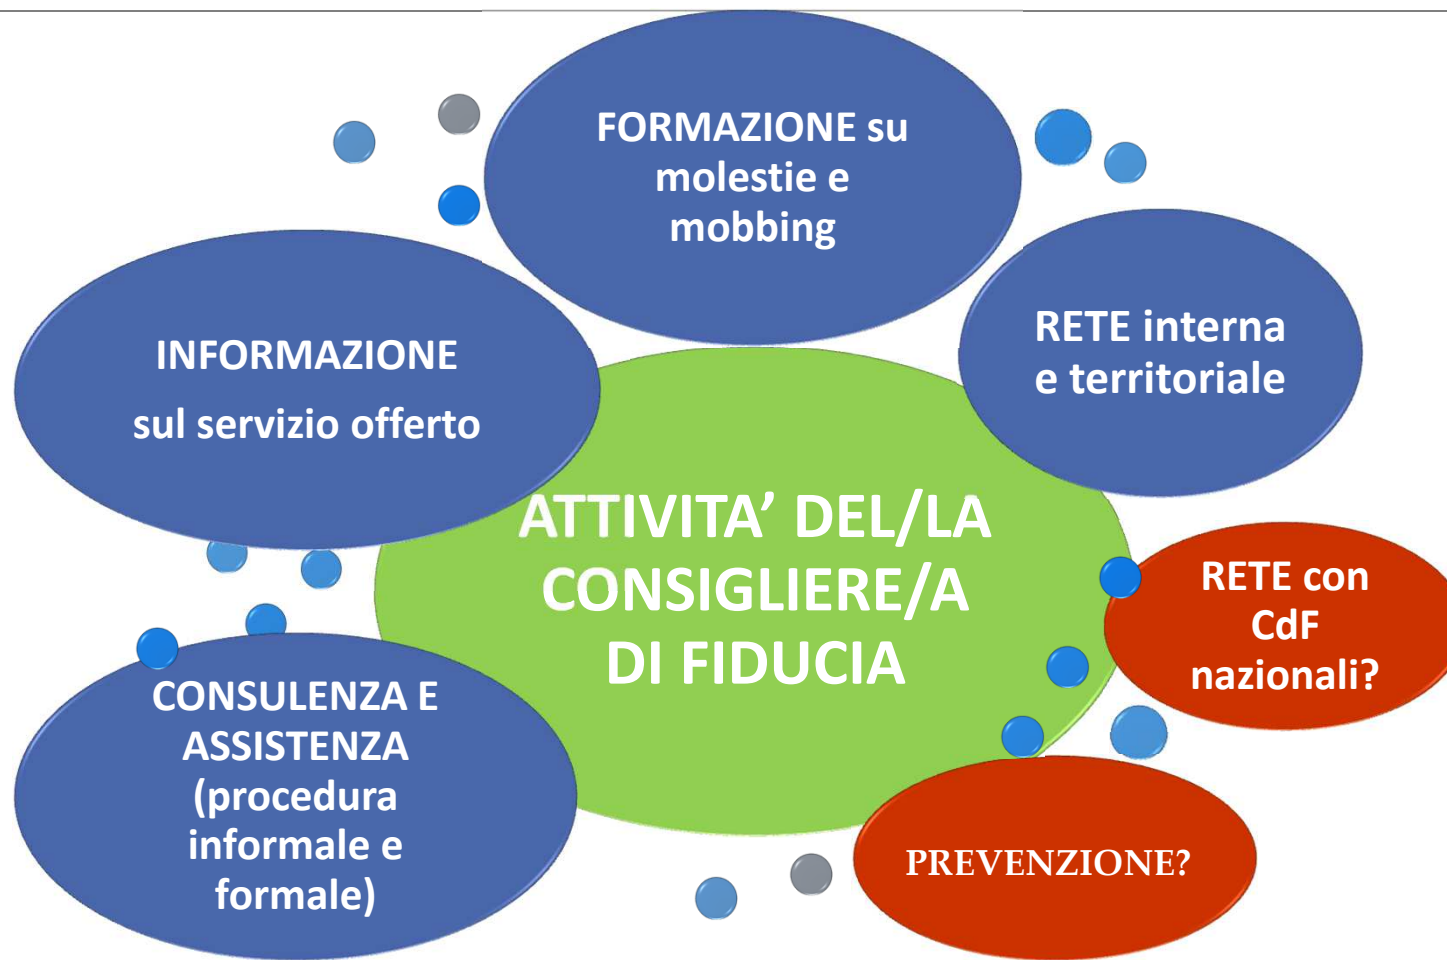 FORMAZIONE su
molestie e
mobbing
RETE interna
e territoriale
INFORMAZIONE
sul servizio offerto
ATTIVITA’ DEL/LA
CONSIGLIERE/A
DI FIDUCIA
RETE con
CdF
nazionali?
CONSULENZA E
ASSISTENZA
(procedura
informale e
formale)
PREVENZIONE?